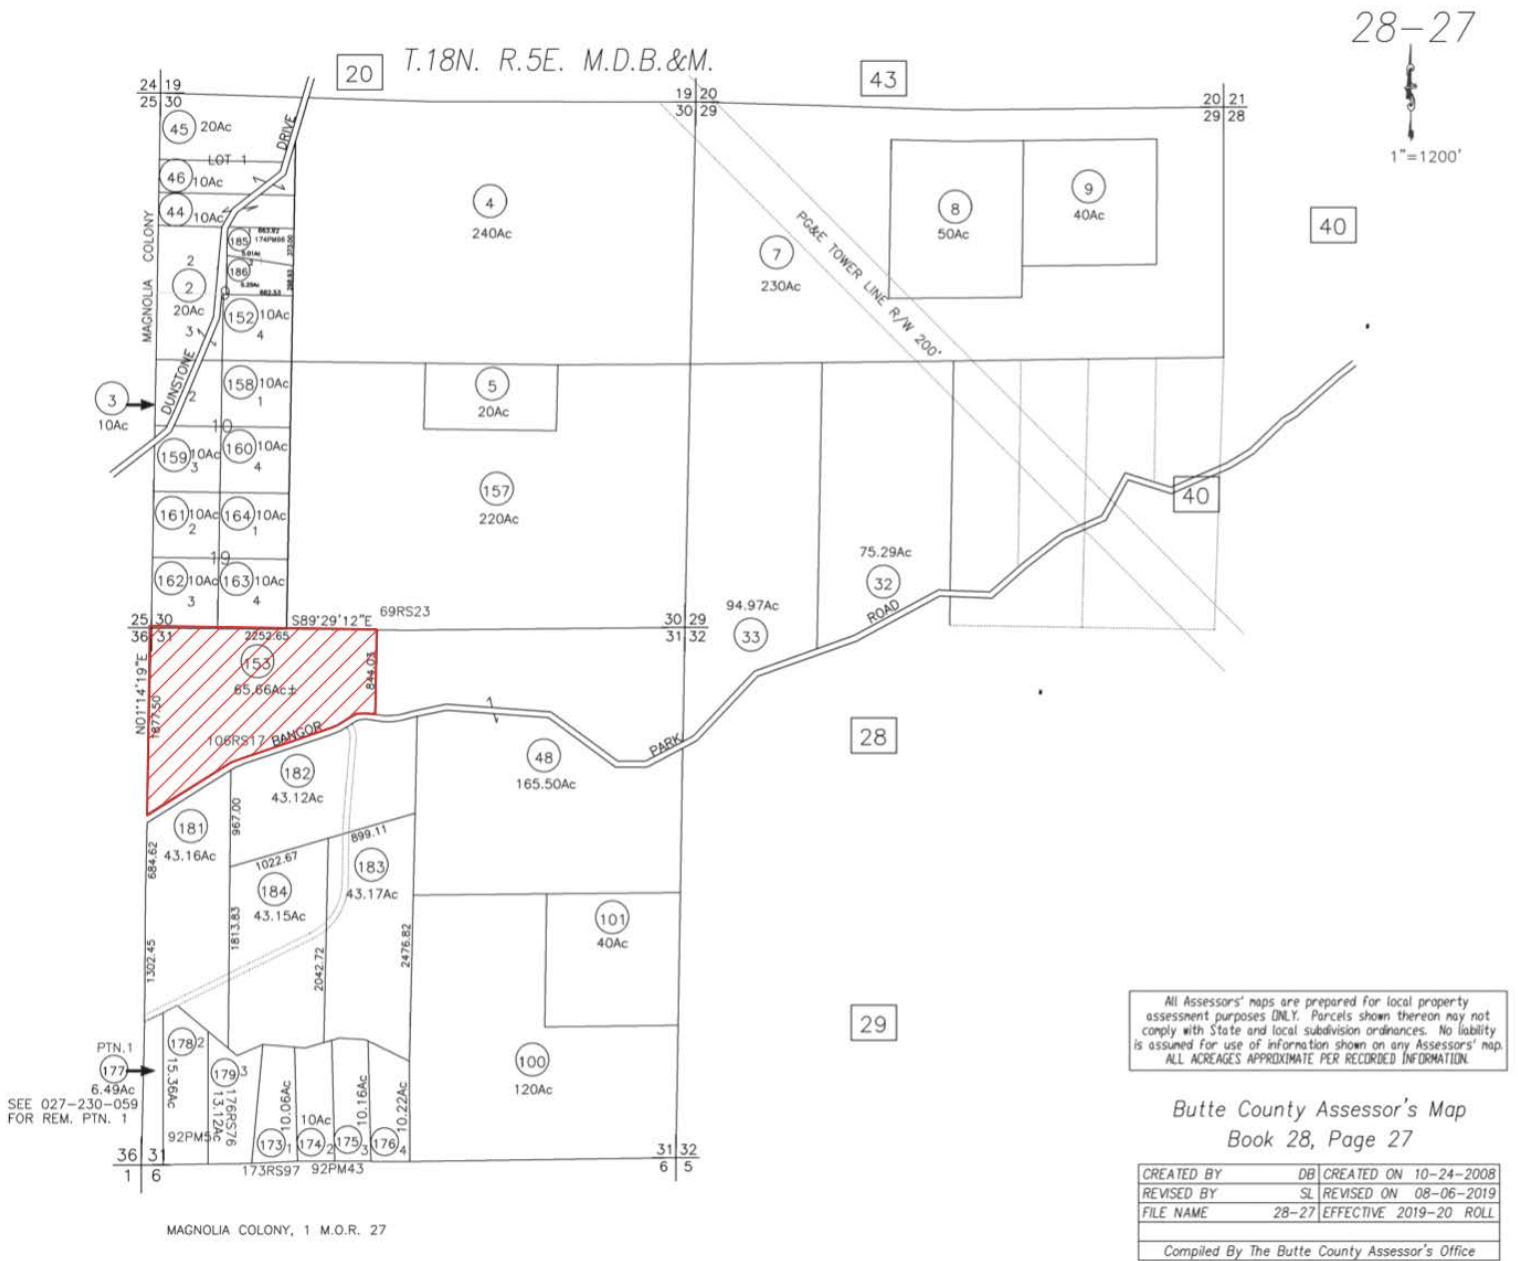 28-27
T.18N. R.5E. M.D.B.&M.
20
43
1"=1200'
24 19
25 30
19 20
30 29
20 21
29 28
45 20Ac
LOT 1
46 10Ac
44 10Ac
DRIVE
MAGNOLIA COLONY
185
174PM66
186
2
2
20Ac
3
152 10Ac
4
DUNSTONE
4
240Ac
7
230Ac
PG&E TOWER LINE R/W 200'
8
50Ac
9
40Ac
40
3
10Ac
2
158 10Ac
1
10
159 10Ac
3
160 10Ac
4
161 10Ac
2
164 10Ac
1
19
162 10Ac
3
163 10Ac
4
5
20Ac
157
220Ac
40
75.29Ac
32
94.97Ac
33
ROAD
25 30
36 31
S89°29'12"E 69RS23
2252.65
30 29
31 32
N01°14'19"E
1877.50
153
65.66Ac±
844.03
106RS17
BANGOR
PARK
48
165.50Ac
28
182
43.12Ac
967.00
181
43.16Ac
684.62
899.11
1022.67
183
43.17Ac
184
43.15Ac
1813.83
1302.45
2042.72
2476.82
101
40Ac
29
100
120Ac
PTN.1
177
6.49Ac
SEE 027-230-059
FOR REM. PTN. 1
178 2
15.36Ac
179 3
176RS76
13.12Ac
173 1
10.06Ac
10Ac
174 2
175 3
10.16Ac
176 4
10.22Ac
173RS97 92PM43
36 31
1 6
31 32
6 5
MAGNOLIA COLONY, 1 M.O.R. 27
All Assessors' maps are prepared for local property
assessment purposes ONLY. Parcels shown thereon may not
comply with State and local subdivision ordinances. No liability
is assumed for use of information shown on any Assessors' map.
ALL ACREAGES APPROXIMATE PER RECORDED INFORMATION.
Butte County Assessor's Map
Book 28, Page 27
CREATED BY DB CREATED ON 10-24-2008
REVISED BY SL REVISED ON 08-06-2019
FILE NAME 28-27 EFFECTIVE 2019-20 ROLL
Compiled By The Butte County Assessor's Office